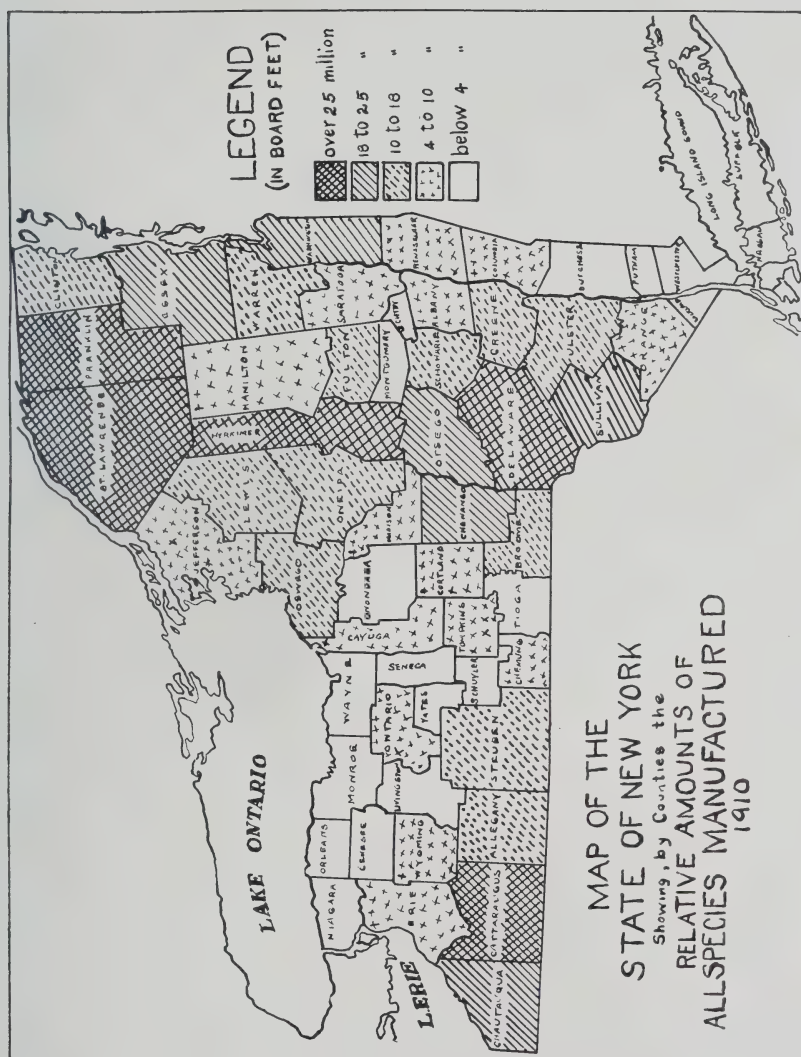 LEGEND
(IN BOARD FEET)
over 25 million
18 to 25 "
10 to 18 "
4 to 10 "
below 4 "
CLINTON
FRANKLIN
ST. LAWRENCE
ESSEX
WARREN
WASHINGTON
HAMILTON
HERKIMER
LEWIS
JEFFERSON
OSWEGO
ONEIDA
FULTON
SARATOGA
MONTGOMERY
RENSSELAER
ALBANY
SCHOHARIE
OTSEGO
MADISON
ONONDAGA
CAYUGA
WAYNE
SENECA
ONTARIO
YATES
MONROE
LIVINGSTON
ORLEANS
GENESEE
WYOMING
NIAGARA
ERIE
CHAUTAUQUA
CATTARAUGUS
ALLEGANY
STEUBEN
SCHUYLER
CHEMUNG
TOMPKINS
TIOGA
CORTLAND
CHENANGO
BROOME
DELAWARE
GREENE
COLUMBIA
ULSTER
SULLIVAN
ORANGE
DUTCHESS
PUTNAM
WESTCHESTER
NASSAU
SUFFOLK
LONG ISLAND SOUND
LAKE ONTARIO
L.ERIE
MAP OF THE
STATE OF NEW YORK
Showing, by Counties the
RELATIVE AMOUNTS OF
ALLSPECIES MANUFACTURED
1910